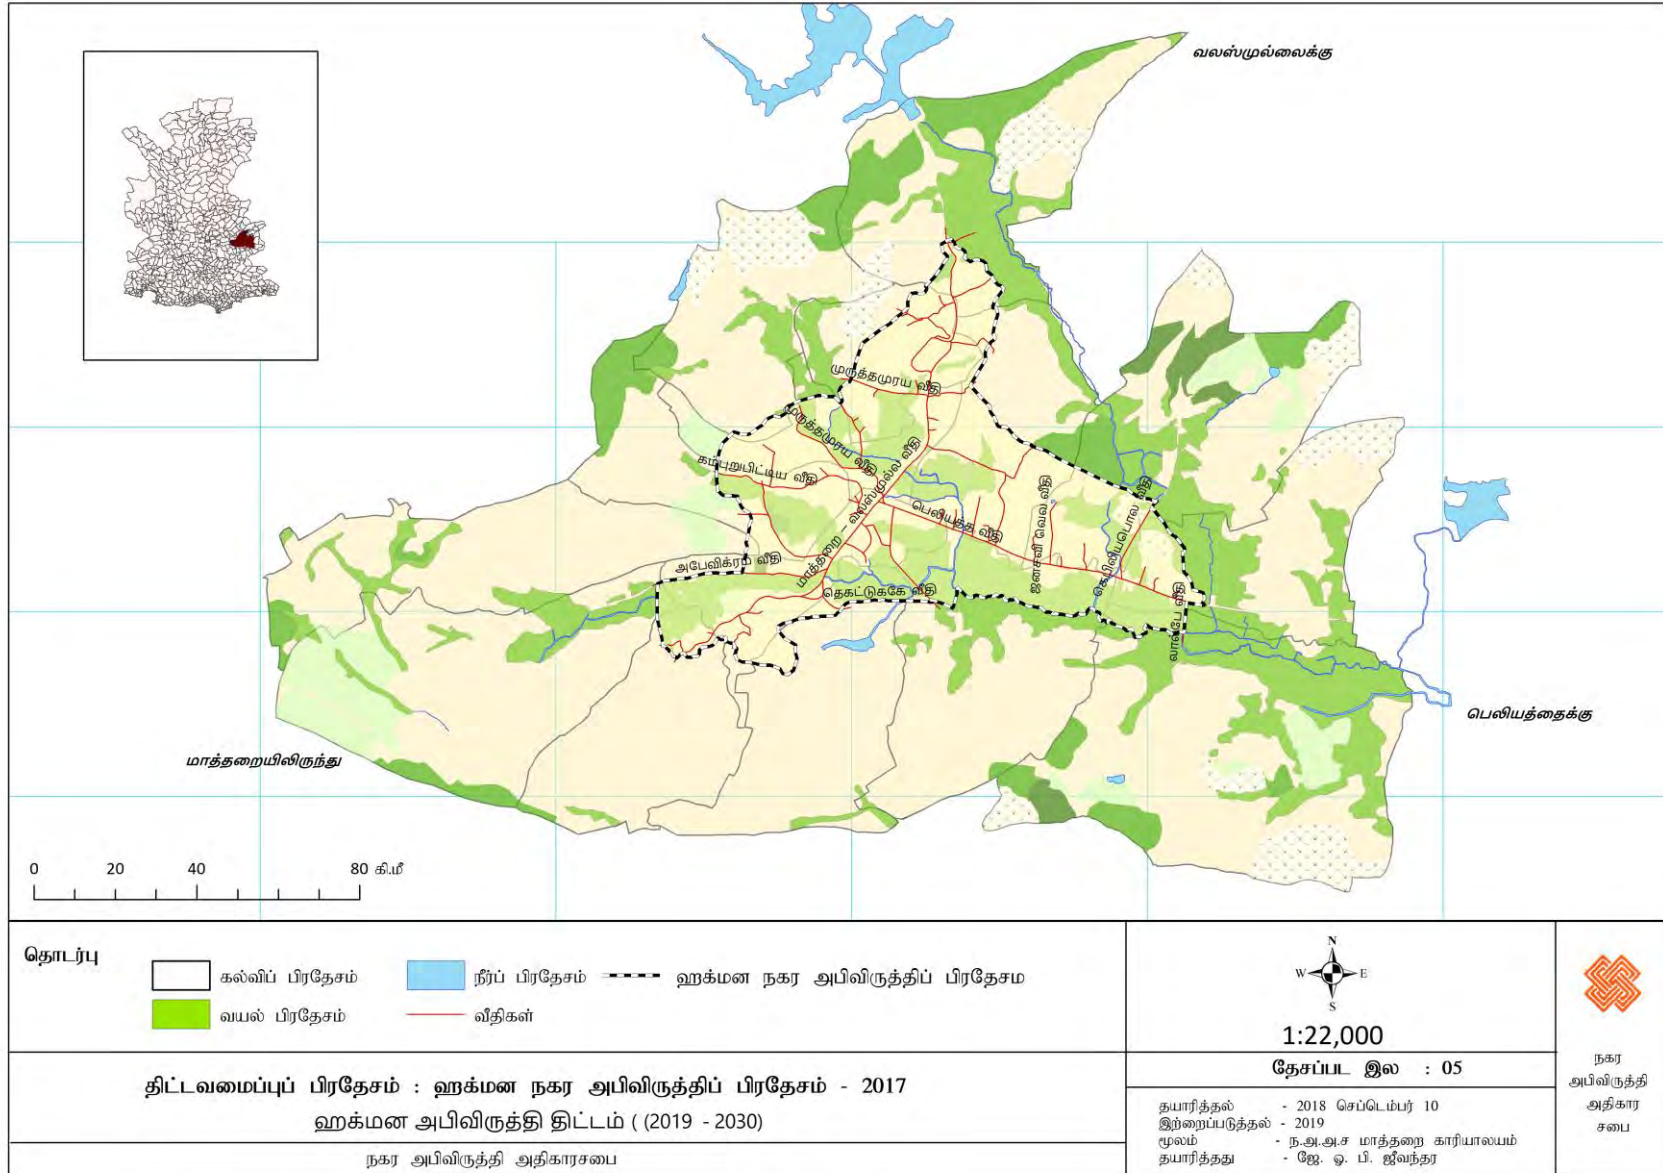 வலஸ்முல்லைக்கு
முருத்தமுரய வீதி
முருத்தமுரய வீதி
கம்புறுபிட்டிய வீதி
மாத்தறை – வலஸ்முல்ல வீதி
பெலியத்த வீதி
ஜனசவி வெல வீதி
கெபிலியபொல வீதி
அபேவிக்ரம வீதி
தெகட்டுககே வீதி
லால்பே வீதி
பெலியத்தைக்கு
மாத்தறையிலிருந்து
0 20 40 80 கி.மீ
தொடர்பு
கல்விப் பிரதேசம்
நீர்ப் பிரதேசம்
ஹக்மன நகர அபிவிருத்திப் பிரதேசம
வயல் பிரதேசம்
வீதிகள்
N
W E
S
1:22,000
திட்டவமைப்புப் பிரதேசம் : ஹக்மன நகர அபிவிருத்திப் பிரதேசம் - 2017
ஹக்மன அபிவிருத்தி திட்டம் ( (2019 - 2030)
நகர அபிவிருத்தி அதிகாரசபை
தேசப்பட இல : 05
தயாரித்தல் - 2018 செப்டெம்பர் 10
இற்றைப்படுத்தல் - 2019
மூலம் - ந.அ.அ.ச மாத்தறை காரியாலயம்
தயாரித்தது - ஜே. ஓ. பி. ஜீவந்தர
நகர
அபிவிருத்தி
அதிகார
சபை